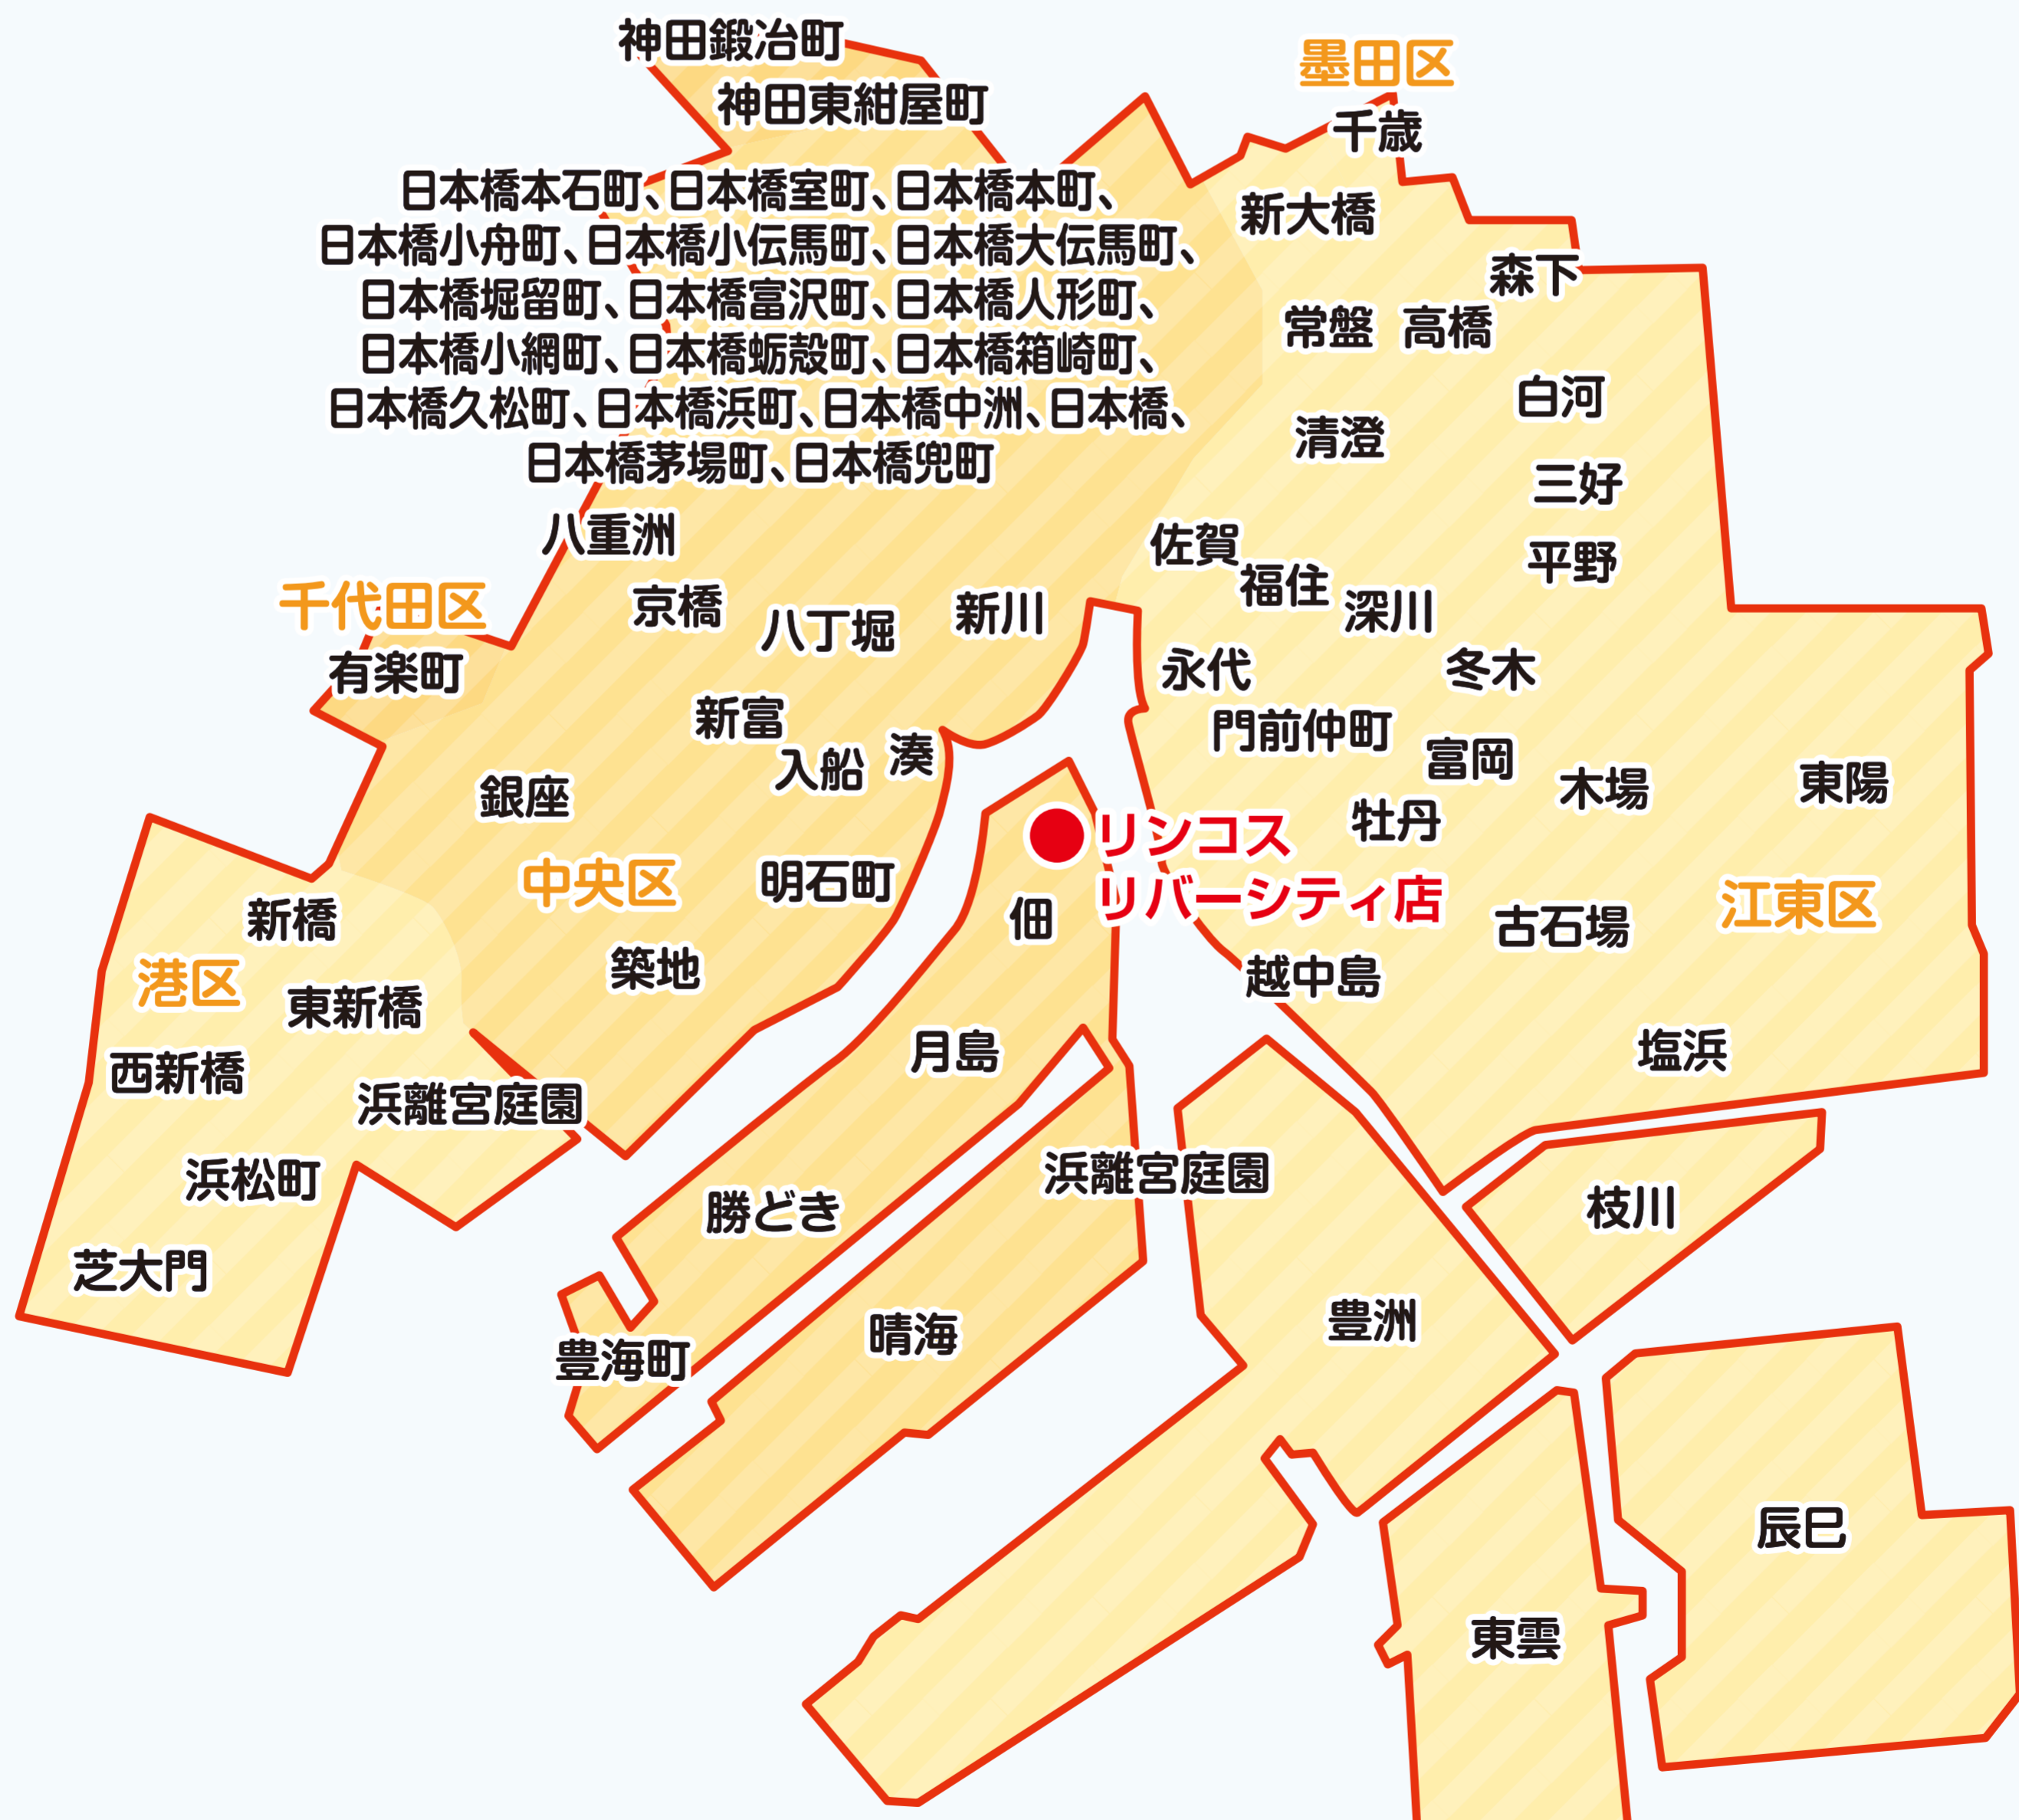 神田鍛冶町
墨田区
神田東紺屋町
千歳
日本橋本石町、日本橋室町、日本橋本町、
日本橋小舟町、日本橋小伝馬町、日本橋大伝馬町、
日本橋堀留町、日本橋富沢町、日本橋人形町、
日本橋小網町、日本橋蛎殻町、日本橋箱崎町、
日本橋久松町、日本橋浜町、日本橋中洲、日本橋、
日本橋茅場町、日本橋兜町
新大橋
森下
常盤
高橋
白河
清澄
三好
八重洲
佐賀
平野
福住
千代田区
京橋
八丁堀
新川
深川
有楽町
永代
冬木
新富
門前仲町
入船
湊
富岡
銀座
木場
東陽
牡丹
リンコス
リバーシティ店
中央区
明石町
江東区
新橋
佃
古石場
築地
港区
越中島
東新橋
月島
塩浜
西新橋
浜離宮庭園
浜松町
浜離宮庭園
勝どき
枝川
芝大門
豊洲
晴海
豊海町
辰巳
東雲